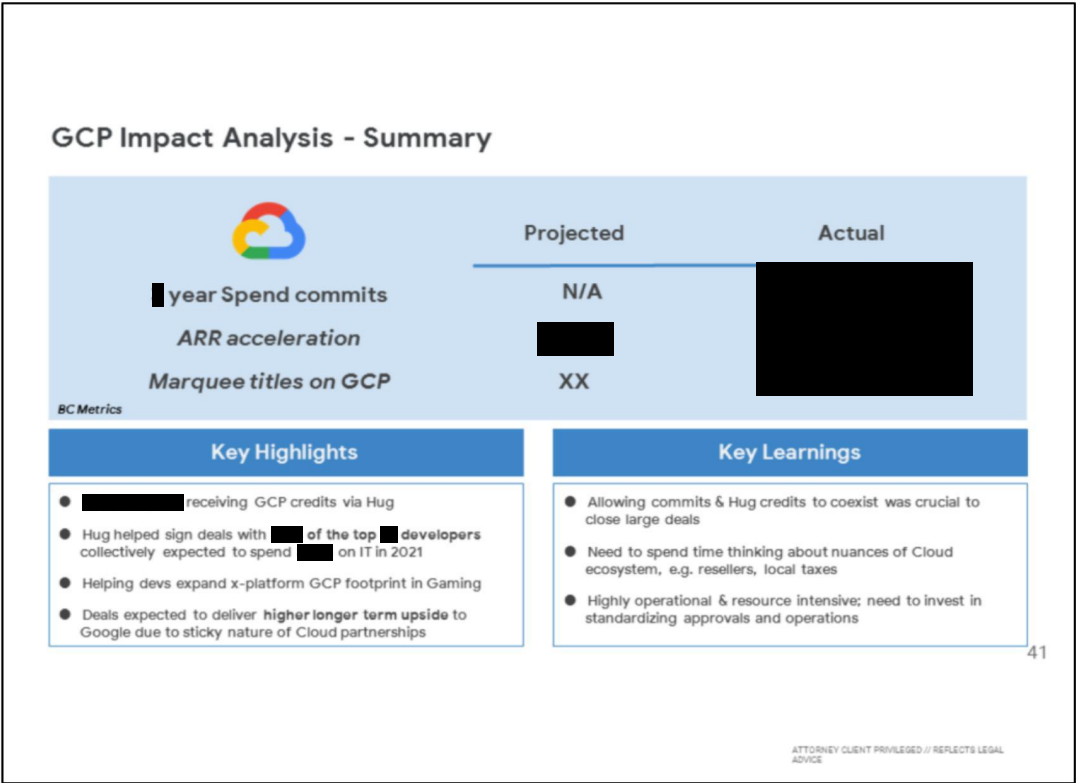 GCP Impact Analysis - Summary
Projected Actual
year Spend commits N/A
ARR acceleration
Marquee titles on GCP XX
BC Metrics
Key Highlights
● receiving GCP credits via Hug
● Hug helped sign deals with of the top developers
collectively expected to spend on IT in 2021
● Helping devs expand x-platform GCP footprint in Gaming
● Deals expected to deliver higher longer term upside to
Google due to sticky nature of Cloud partnerships
Key Learnings
● Allowing commits & Hug credits to coexist was crucial to
close large deals
● Need to spend time thinking about nuances of Cloud
ecosystem, e.g. resellers, local taxes
● Highly operational & resource intensive; need to invest in
standardizing approvals and operations
41
ATTORNEY CLIENT PRIVILEGED // REFLECTS LEGAL
ADVICE